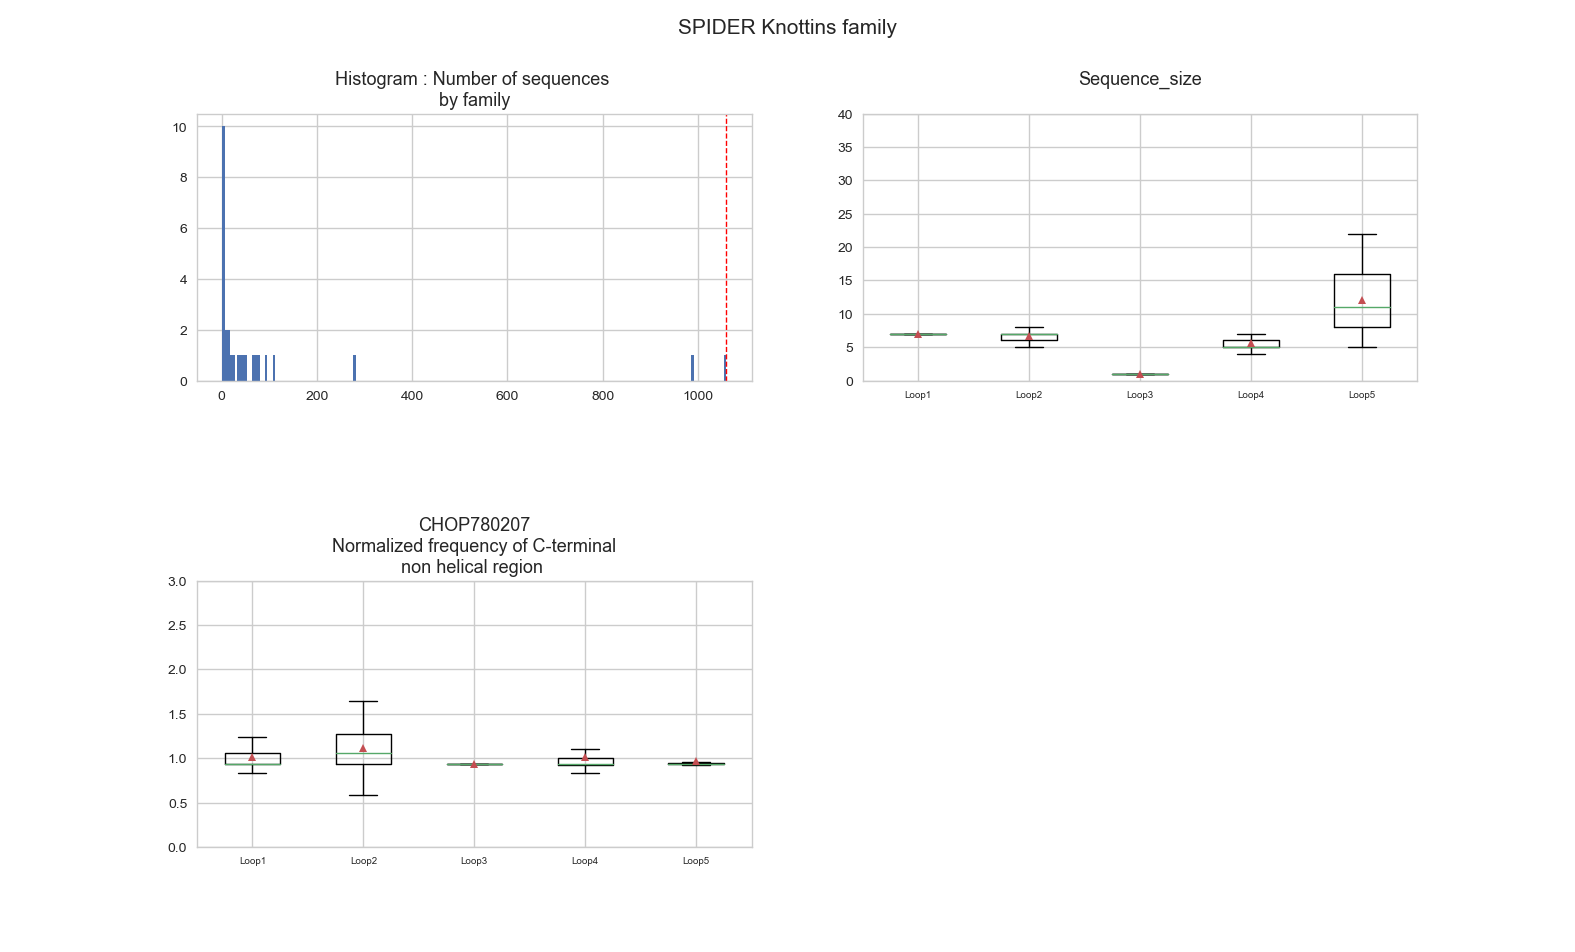 SPIDER Knottins family
Histogram : Number of sequences
by family
10
8
6
4
2
0
0 200 400 600 800 1000
Sequence_size
40
35
30
25
20
15
10
5
0
Loop1 Loop2 Loop3 Loop4 Loop5
CHOP780207
Normalized frequency of C-terminal
non helical region
3.0
2.5
2.0
1.5
1.0
0.5
0.0
Loop1 Loop2 Loop3 Loop4 Loop5